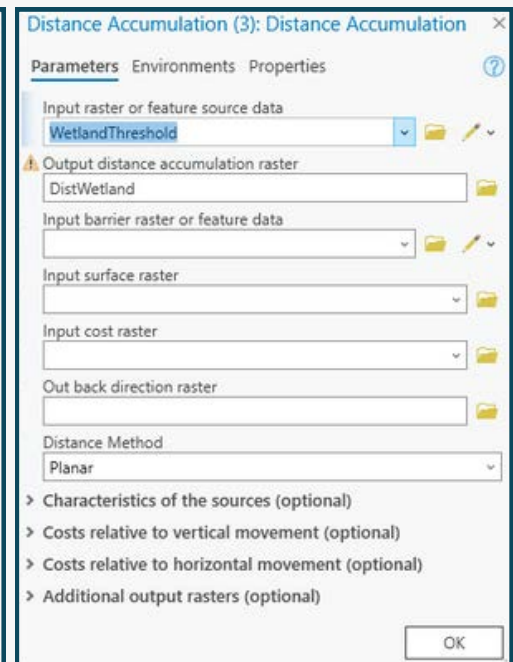 Distance Accumulation (3): Distance Accumulation ×
Parameters Environments Properties ?
Input raster or feature source data
WetlandThreshold
Output distance accumulation raster
DistWetland
Input barrier raster or feature data
Input surface raster
Input cost raster
Out back direction raster
Distance Method
Planar
> Characteristics of the sources (optional)
> Costs relative to vertical movement (optional)
> Costs relative to horizontal movement (optional)
> Additional output rasters (optional)
OK